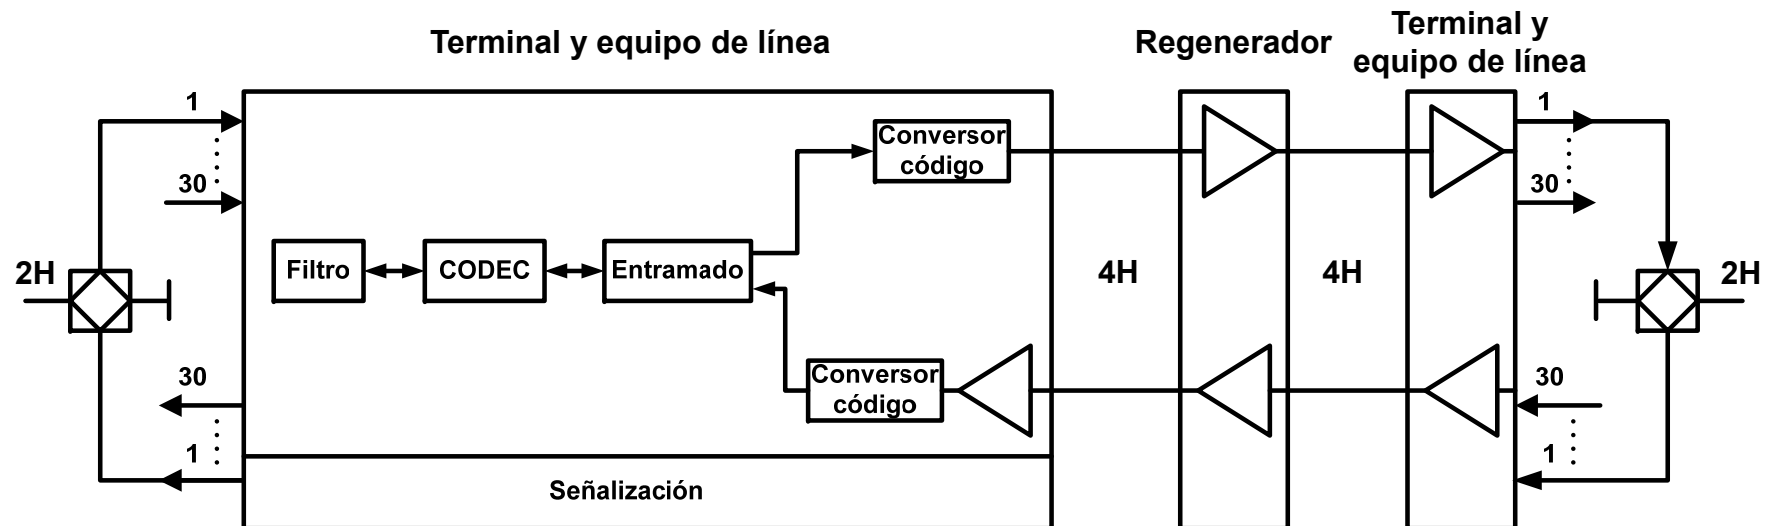 Terminal y equipo de línea
Regenerador
Terminal y
equipo de línea
1
30
2H
30
1
Filtro
CODEC
Entramado
Conversor
código
Conversor
código
Señalización
4H
4H
1
30
2H
30
1